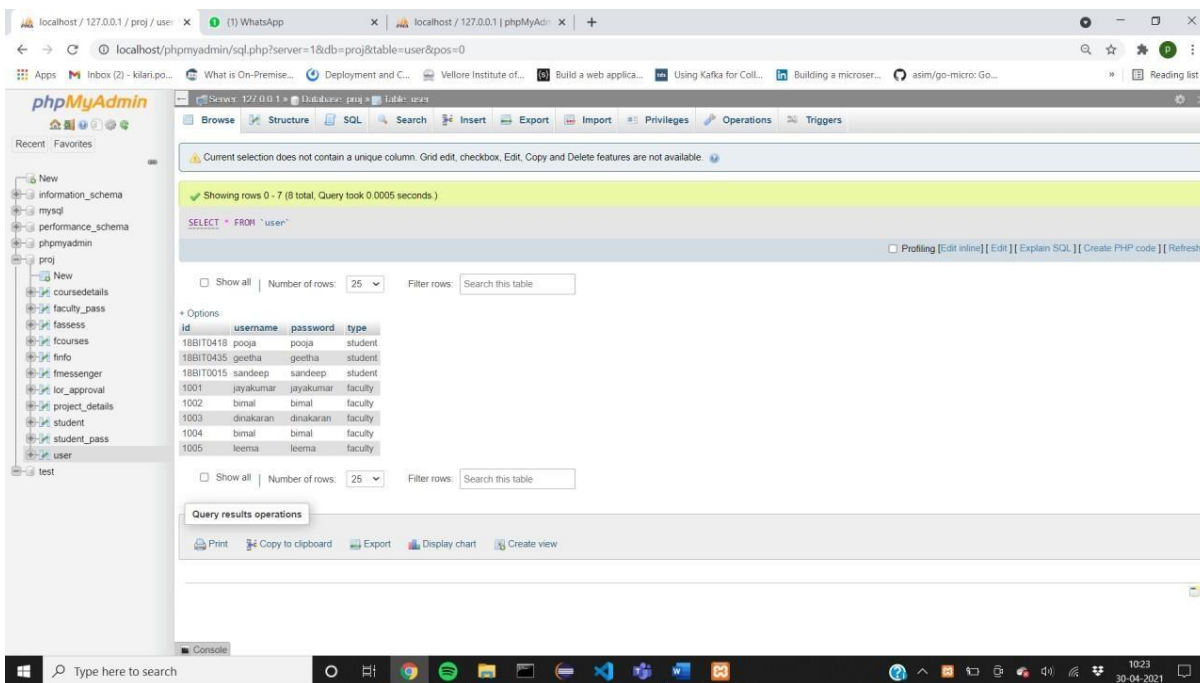 localhost / 127.0.0.1 / proj / user
(1) WhatsApp
localhost / 127.0.0.1 | phpMyAdm
localhost/phpmyadmin/sql.php?server=1&db=proj&table=user&pos=0
Apps Inbox (2) - kilari.po... What is On-Premise... Deployment and C... Vellore Institute of... Build a web applica... Using Kafka for Coll... Building a microser... asim/go-micro: Go... » Reading list
phpMyAdmin
Recent Favorites
New
information_schema
mysql
performance_schema
phpmyadmin
proj
New
coursedetails
faculty_pass
fassess
fcourses
finfo
fmessenger
lor_approval
project_details
student
student_pass
user
test
Server: 127.0.0.1 » Database: proj » Table: user
Browse Structure SQL Search Insert Export Import Privileges Operations Triggers
Current selection does not contain a unique column. Grid edit, checkbox, Edit, Copy and Delete features are not available.
Showing rows 0 - 7 (8 total, Query took 0.0005 seconds.)
SELECT * FROM `user`
Profiling [Edit inline] [ Edit ] [ Explain SQL ] [ Create PHP code ] [ Refresh
Show all | Number of rows: 25 Filter rows: Search this table
+ Options
id username password type
18BIT0418 pooja pooja student
18BIT0435 geetha geetha student
18BIT0015 sandeep sandeep student
1001 jayakumar jayakumar faculty
1002 bimal bimal faculty
1003 dinakaran dinakaran faculty
1004 bimal bimal faculty
1005 leema leema faculty
Show all | Number of rows: 25 Filter rows: Search this table
Query results operations
Print Copy to clipboard Export Display chart Create view
Console
Type here to search
10:23
30-04-2021